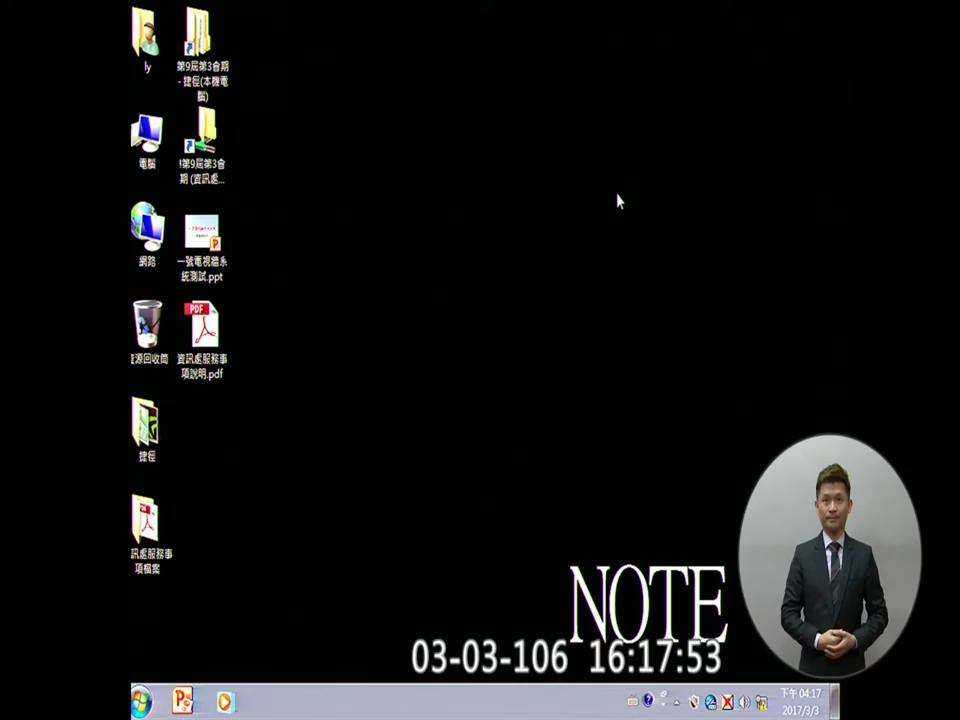 ly
第9屆第3會期
- 捷徑(本機電
腦)
電腦
!第9屆第3會
期 (資訊處...
網路
一號電視牆系
統測試.ppt
資源回收筒
PDF
資訊處服務事
項說明.pdf
捷徑
PDF
訊處服務事
項檔案
NOTE
03-03-106 16:17:53
下午 04:17
2017/3/3